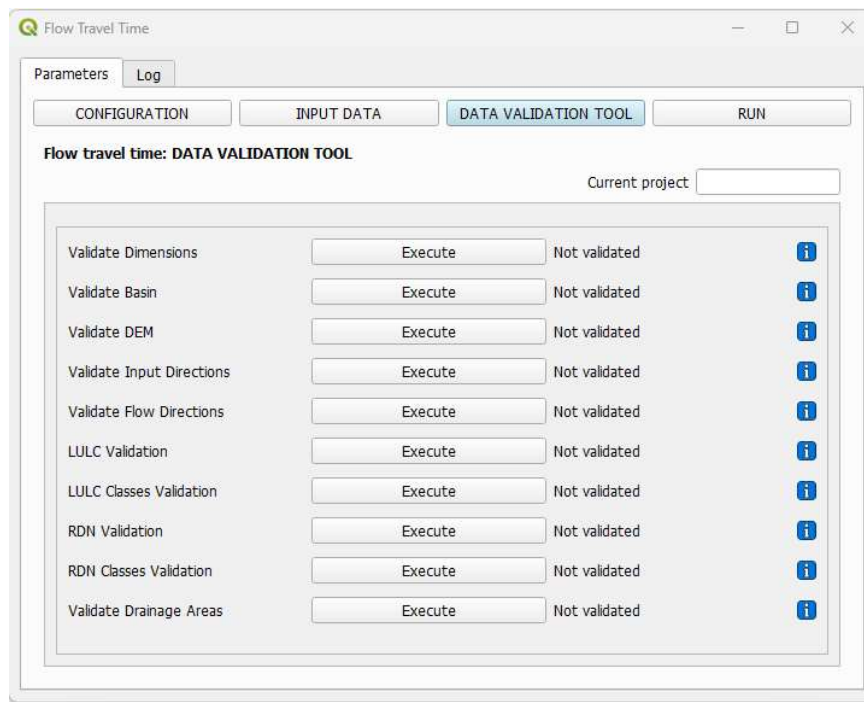 Flow Travel Time
Parameters Log
CONFIGURATION INPUT DATA DATA VALIDATION TOOL RUN
Flow travel time: DATA VALIDATION TOOL
Current project
Validate Dimensions Execute Not validated i
Validate Basin Execute Not validated i
Validate DEM Execute Not validated i
Validate Input Directions Execute Not validated i
Validate Flow Directions Execute Not validated i
LULC Validation Execute Not validated i
LULC Classes Validation Execute Not validated i
RDN Validation Execute Not validated i
RDN Classes Validation Execute Not validated i
Validate Drainage Areas Execute Not validated i